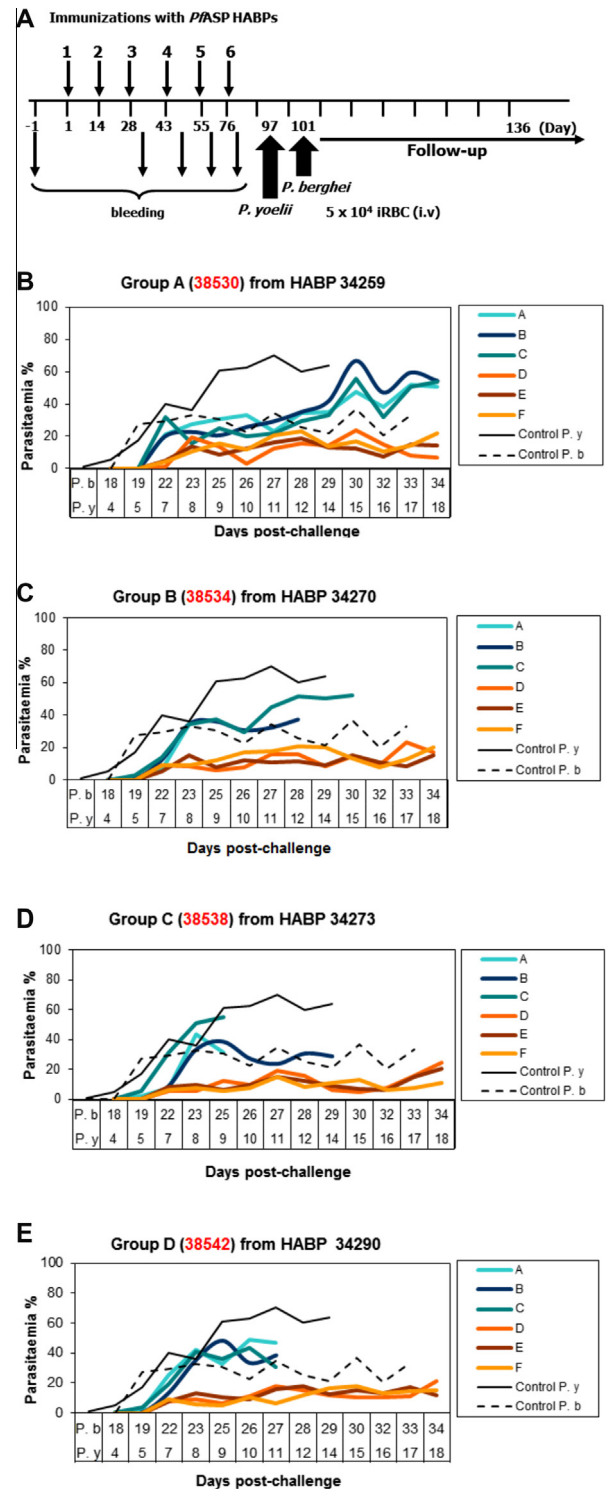 A
Immunizations with PfASP HABPs
1 2 3 4 5 6
-1 1 14 28 43 55 76 97 101 136 (Day)
Follow-up
bleeding
P. berghei
P. yoelii
5 x 10⁴ iRBC (i.v)
B
Group A (38530) from HABP 34259
Parasitaemia %
100
80
60
40
20
0
P. b 18 19 22 23 25 26 27 28 29 30 32 33 34
P. y 4 5 7 8 9 10 11 12 14 15 16 17 18
Days post-challenge
A
B
C
D
E
F
Control P. y
Control P. b
C
Group B (38534) from HABP 34270
Parasitaemia %
100
80
60
40
20
0
P. b 18 19 22 23 25 26 27 28 29 30 32 33 34
P. y 4 5 7 8 9 10 11 12 14 15 16 17 18
Days post-challenge
A
B
C
D
E
F
Control P. y
Control P. b
D
Group C (38538) from HABP 34273
Parasitaemia %
100
80
60
40
20
0
P. b 18 19 22 23 25 26 27 28 29 30 32 33 34
P. y 4 5 7 8 9 10 11 12 14 15 16 17 18
Days post-challenge
A
B
C
D
E
F
Control P. y
Control P. b
E
Group D (38542) from HABP 34290
Parasitaemia %
100
80
60
40
20
0
P. b 18 19 22 23 25 26 27 28 29 30 32 33 34
P. y 4 5 7 8 9 10 11 12 14 15 16 17 18
Days post-challenge
A
B
C
D
E
F
Control P. y
Control P. b